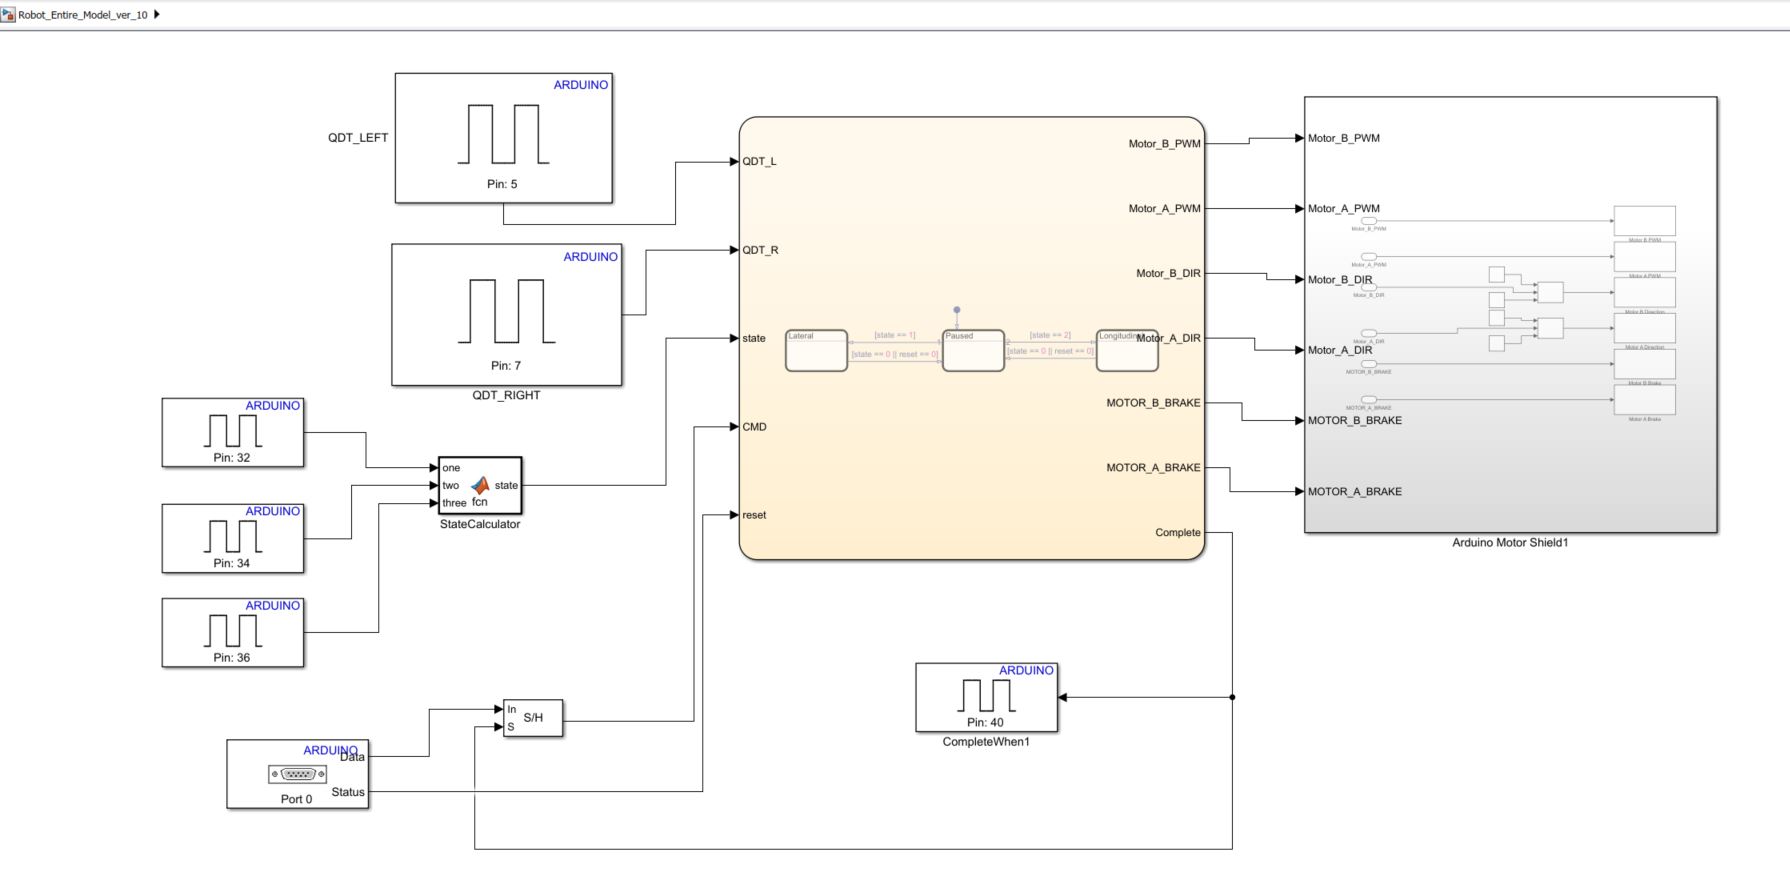 Robot_Entire_Model_ver_10
ARDUINO
QDT_LEFT
Pin: 5
ARDUINO
Pin: 7
QDT_RIGHT
ARDUINO
Pin: 32
ARDUINO
Pin: 34
ARDUINO
Pin: 36
one
two
three
fcn
state
StateCalculator
ARDUINO
Data
Status
Port 0
In
S
S/H
QDT_L
QDT_R
state
CMD
reset
Lateral
[state == 1]
[state == 0 || reset == 0]
Paused
[state == 2]
[state == 0 || reset == 0]
Motor_B_PWM
Motor_A_PWM
Motor_B_DIR
Motor_A_DIR
MOTOR_B_BRAKE
MOTOR_A_BRAKE
Complete
ARDUINO
Pin: 40
CompleteWhen1
Motor_B_PWM
Motor_A_PWM
Motor_B_DIR
Motor_A_DIR
MOTOR_B_BRAKE
MOTOR_A_BRAKE
Motor_B_PWM
Motor_A_PWM
Motor_B_DIR
Motor_A_DIR
MOTOR_B_BRAKE
MOTOR_A_BRAKE
Motor B PWM
Motor A PWM
Motor B Direction
Motor A Direction
Motor B Brake
Motor A Brake
Arduino Motor Shield1